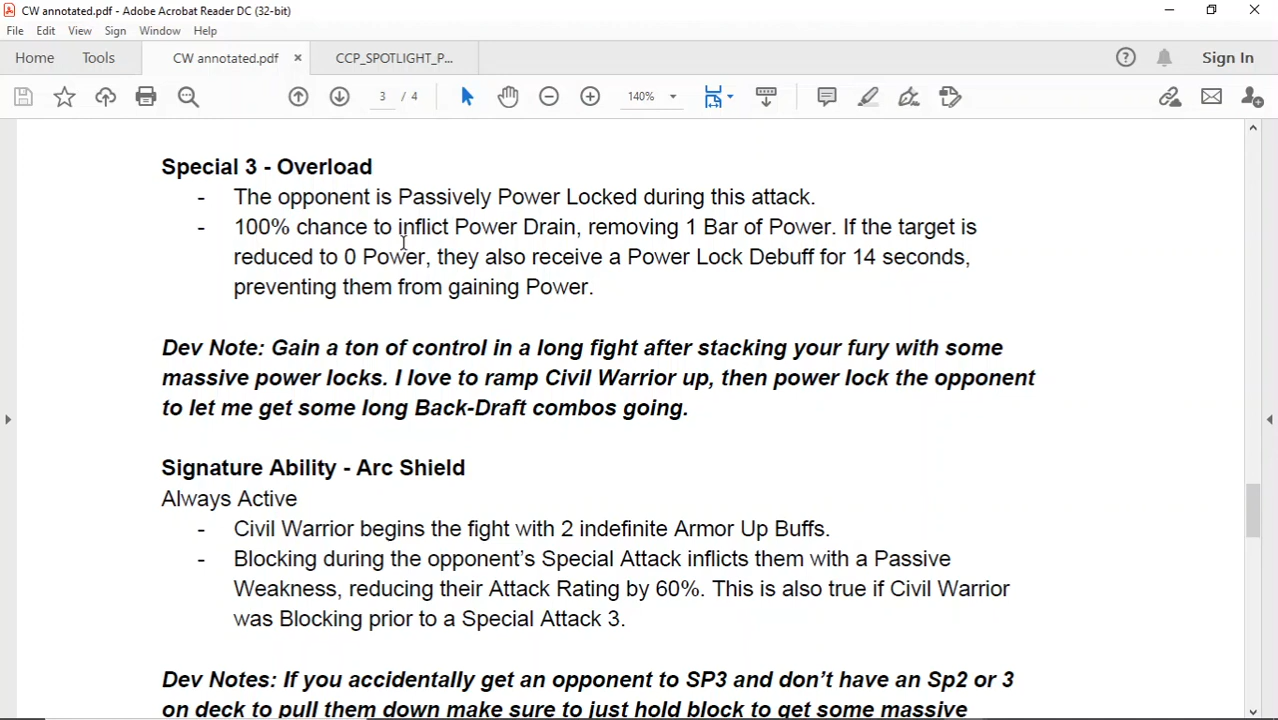 CW annotated.pdf - Adobe Acrobat Reader DC (32-bit)
File Edit View Sign Window Help
Home Tools CW annotated.pdf × CCP_SPOTLIGHT_P... Sign In
3 / 4 140%
Special 3 - Overload
- The opponent is Passively Power Locked during this attack.
- 100% chance to inflict Power Drain, removing 1 Bar of Power. If the target is
reduced to 0 Power, they also receive a Power Lock Debuff for 14 seconds,
preventing them from gaining Power.
Dev Note: Gain a ton of control in a long fight after stacking your fury with some
massive power locks. I love to ramp Civil Warrior up, then power lock the opponent
to let me get some long Back-Draft combos going.
Signature Ability - Arc Shield
Always Active
- Civil Warrior begins the fight with 2 indefinite Armor Up Buffs.
- Blocking during the opponent's Special Attack inflicts them with a Passive
Weakness, reducing their Attack Rating by 60%. This is also true if Civil Warrior
was Blocking prior to a Special Attack 3.
Dev Notes: If you accidentally get an opponent to SP3 and don't have an Sp2 or 3
on deck to pull them down make sure to just hold block to get some massive